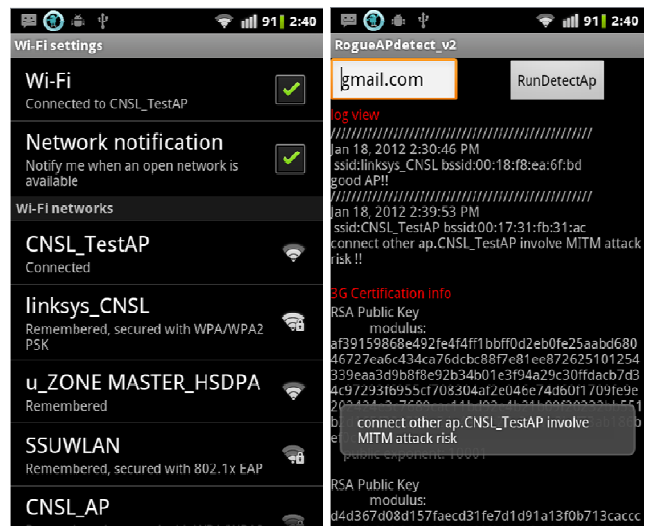 91 2:40
Wi-Fi settings
Wi-Fi
Connected to CNSL_TestAP
Network notification
Notify me when an open network is
available
Wi-Fi networks
CNSL_TestAP
Connected
linksys_CNSL
Remembered, secured with WPA/WPA2
PSK
u_ZONE MASTER_HSDPA
Remembered
SSUWLAN
Remembered, secured with 802.1x EAP
CNSL_AP
91 2:40
RogueAPdetect_v2
gmail.com
RunDetectAp
log view
Jan 18, 2012 2:30:46 PM
ssid:linksys_CNSL bssid:00:18:f8:ea:6f:bd
good AP!!
Jan 18, 2012 2:39:53 PM
ssid:CNSL_TestAP bssid:00:17:31:fb:31:ac
connect other ap.CNSL_TestAP involve MITM attack
risk !!
3G Certification info
RSA Public Key
modulus:
af39159868e492fe4f4ff1bbff0d2eb0fe25aabd680
46727ea6c434ca76dcbc88f7e81ee872625101254
339eaa3d9b8f8e92b34b01e3f94a29c30ffdacb7d3
4c97293f6955cf708304af2e046e74d60f1709fe9e
connect other ap.CNSL_TestAP involve
MITM attack risk
public exponent: 10001
RSA Public Key
modulus:
d4d367d08d157faecd31fe7d1d91a13f0b713caccc